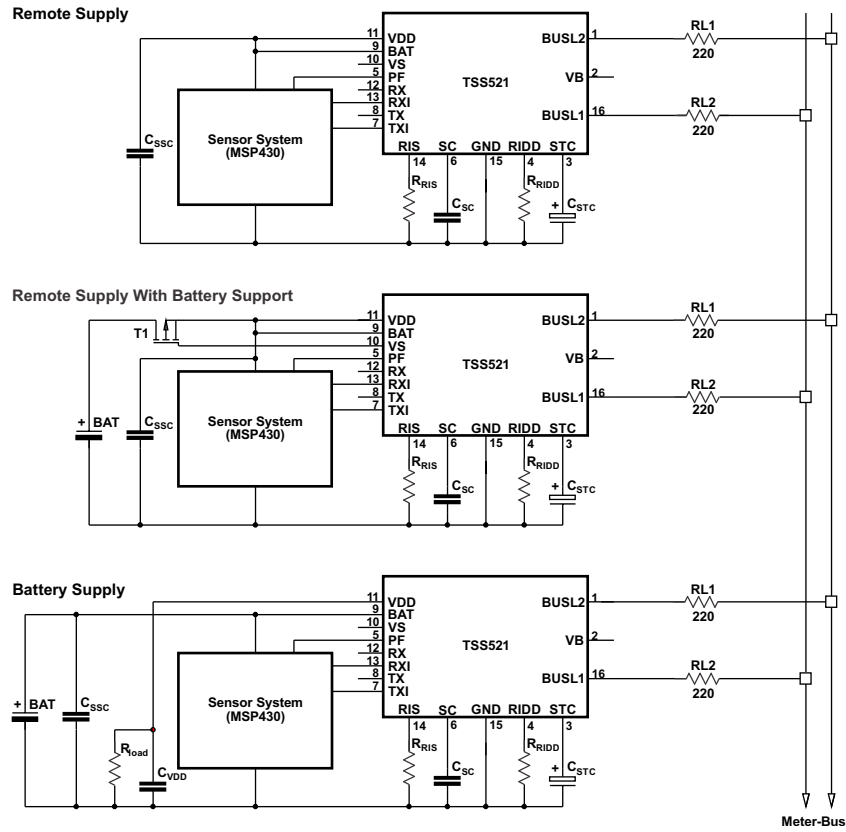 Remote Supply
11 VDD
9 BAT
10 VS
5 PF
12 RX
13 RXI
8 TX
7 TXI
TSS521
BUSL2 1
VB 2
BUSL1 16
RL1
220
RL2
220
RIS SC GND RIDD STC
14 6 15 4 3
CSSC
Sensor System
(MSP430)
RRIS
CSC
RRIDD
+ CSTC
Remote Supply With Battery Support
T1
11 VDD
9 BAT
10 VS
5 PF
12 RX
13 RXI
8 TX
7 TXI
TSS521
BUSL2 1
VB 2
BUSL1 16
RL1
220
RL2
220
RIS SC GND RIDD STC
14 6 15 4 3
+ BAT
CSSC
Sensor System
(MSP430)
RRIS
CSC
RRIDD
+ CSTC
Battery Supply
11 VDD
9 BAT
10 VS
5 PF
12 RX
13 RXI
8 TX
7 TXI
TSS521
BUSL2 1
VB 2
BUSL1 16
RL1
220
RL2
220
RIS SC GND RIDD STC
14 6 15 4 3
+ BAT
CSSC
Sensor System
(MSP430)
Rload
CVDD
RRIS
CSC
RRIDD
+ CSTC
Meter-Bus